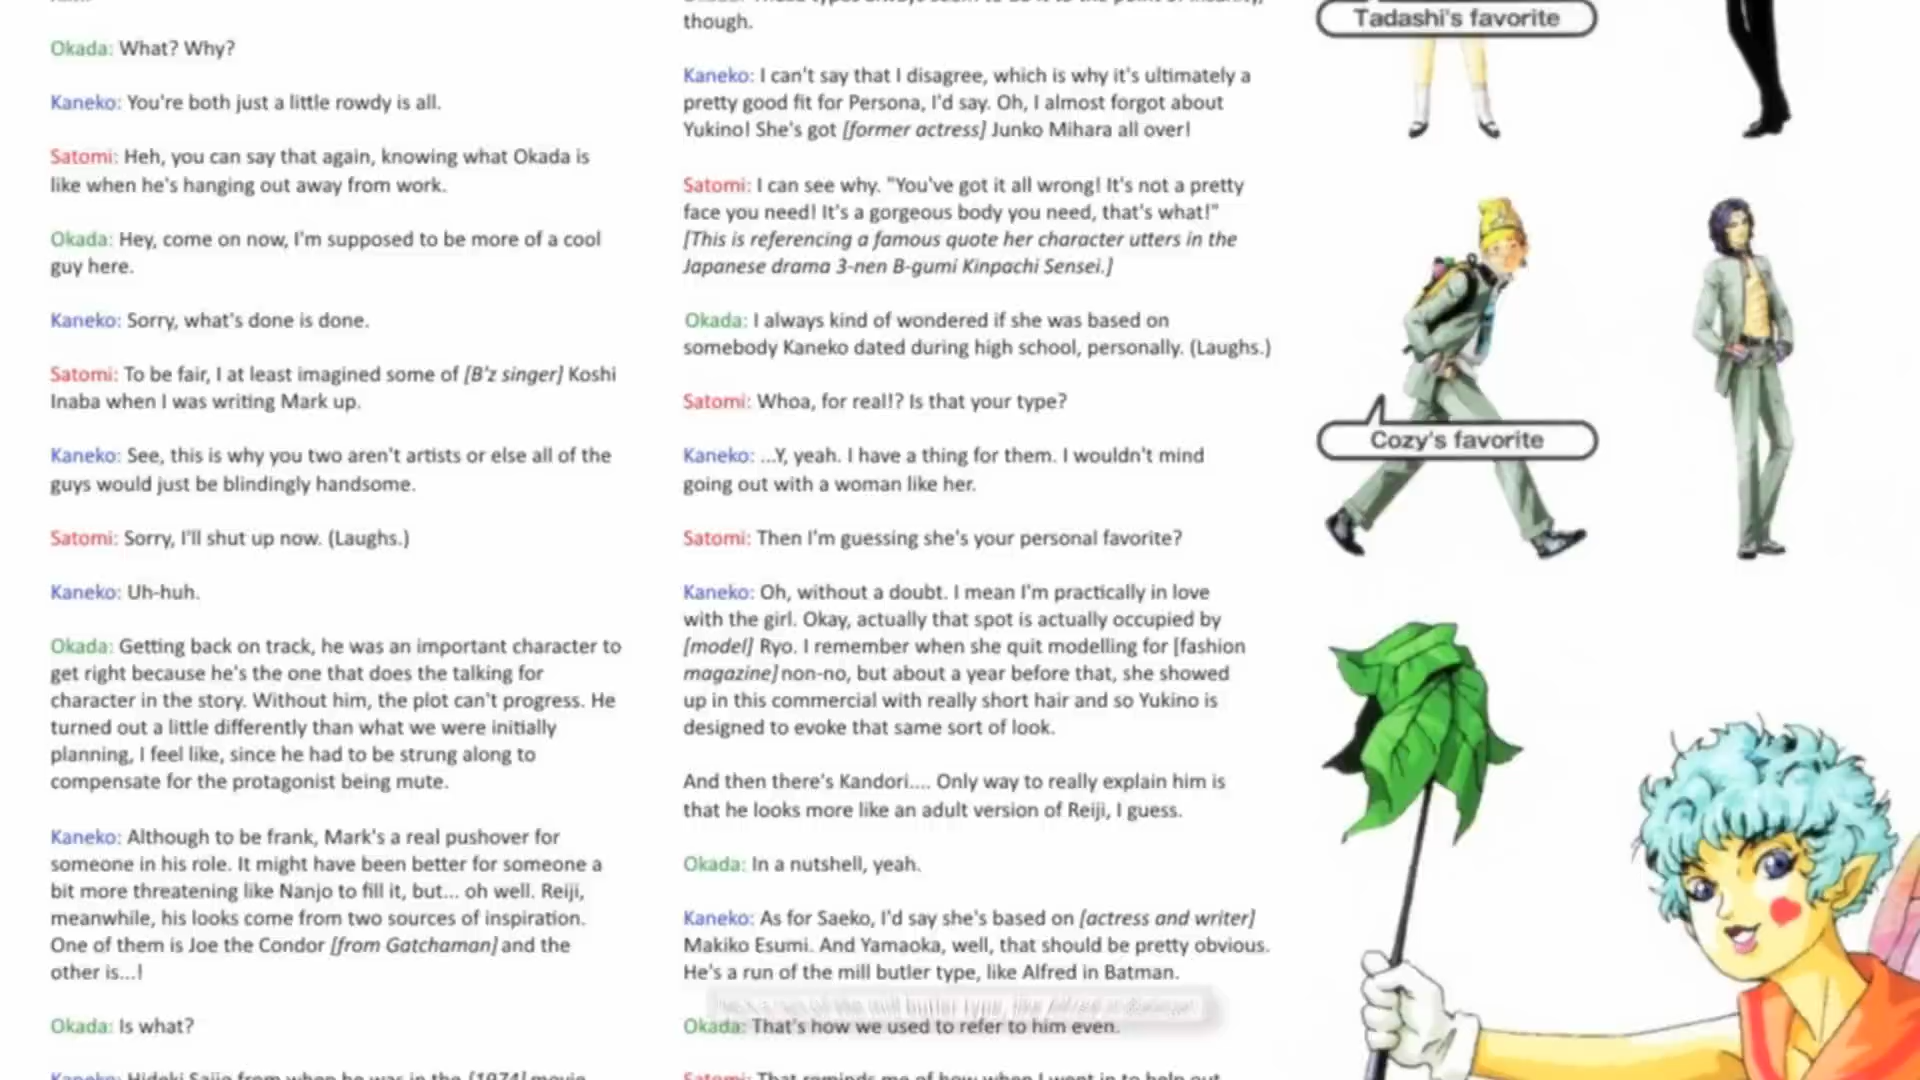 Okada: What? Why?
Kaneko: You're both just a little rowdy is all.
Satomi: Heh, you can say that again, knowing what Okada is
like when he's hanging out away from work.
Okada: Hey, come on now, I'm supposed to be more of a cool
guy here.
Kaneko: Sorry, what's done is done.
Satomi: To be fair, I at least imagined some of [B'z singer] Koshi
Inaba when I was writing Mark up.
Kaneko: See, this is why you two aren't artists or else all of the
guys would just be blindingly handsome.
Satomi: Sorry, I'll shut up now. (Laughs.)
Kaneko: Uh-huh.
Okada: Getting back on track, he was an important character to
get right because he's the one that does the talking for
character in the story. Without him, the plot can't progress. He
turned out a little differently than what we were initially
planning, I feel like, since he had to be strung along to
compensate for the protagonist being mute.
Kaneko: Although to be frank, Mark's a real pushover for
someone in his role. It might have been better for someone a
bit more threatening like Nanjo to fill it, but... oh well. Reiji,
meanwhile, his looks come from two sources of inspiration.
One of them is Joe the Condor [from Gatchaman] and the
other is...!
Okada: Is what?
Kaneko: Hideki Saijo from when he was in the [1974] movie
though.
Kaneko: I can't say that I disagree, which is why it's ultimately a
pretty good fit for Persona, I'd say. Oh, I almost forgot about
Yukino! She's got [former actress] Junko Mihara all over!
Satomi: I can see why. "You've got it all wrong! It's not a pretty
face you need! It's a gorgeous body you need, that's what!"
[This is referencing a famous quote her character utters in the
Japanese drama 3-nen B-gumi Kinpachi Sensei.]
Okada: I always kind of wondered if she was based on
somebody Kaneko dated during high school, personally. (Laughs.)
Satomi: Whoa, for real!? Is that your type?
Kaneko: ...Y, yeah. I have a thing for them. I wouldn't mind
going out with a woman like her.
Satomi: Then I'm guessing she's your personal favorite?
Kaneko: Oh, without a doubt. I mean I'm practically in love
with the girl. Okay, actually that spot is actually occupied by
[model] Ryo. I remember when she quit modelling for [fashion
magazine] non-no, but about a year before that, she showed
up in this commercial with really short hair and so Yukino is
designed to evoke that same sort of look.
And then there's Kandori.... Only way to really explain him is
that he looks more like an adult version of Reiji, I guess.
Okada: In a nutshell, yeah.
Kaneko: As for Saeko, I'd say she's based on [actress and writer]
Makiko Esumi. And Yamaoka, well, that should be pretty obvious.
He's a run of the mill butler type, like Alfred in Batman.
Okada: That's how we used to refer to him even.
Satomi: That reminds me of how when I went in to help out
Tadashi's favorite
Cozy's favorite